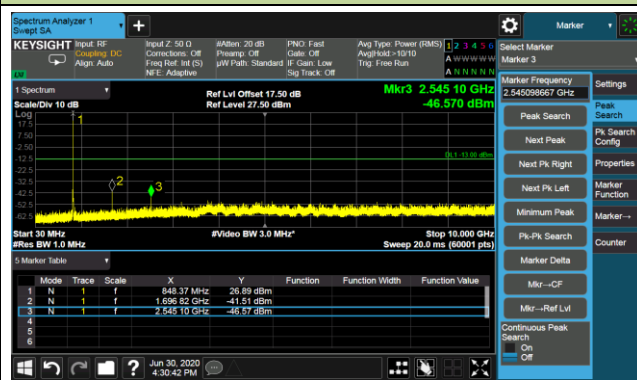 Spectrum Analyzer 1
Swept SA
+
Marker
KEYSIGHT
Input: RF
Coupling: DC
Align: Auto
Input Z: 50 Ω
Corrections: Off
Freq Ref: Int (S)
NFE: Adaptive
#Atten: 20 dB
Preamp: Off
µW Path: Standard
PNO: Fast
Gate: Off
IF Gain: Low
Sig Track: Off
Avg Type: Power (RMS)
Avg|Hold:>10/10
Trig: Free Run
1 2 3 4 5 6
A W W W W W
A N N N N N
Select Marker
Marker 3
1 Spectrum
Scale/Div 10 dB
Log
Ref Lvl Offset 17.50 dB
Ref Level 27.50 dBm
Mkr3 2.545 10 GHz
-46.570 dBm
17.5
7.50
-2.50
-12.5
-22.5
-32.5
-42.5
-52.5
-62.5
1
2
3
DL1 -13.00 dBm
Start 30 MHz
#Res BW 1.0 MHz
#Video BW 3.0 MHz*
Stop 10.000 GHz
Sweep 20.0 ms (60001 pts)
5 Marker Table
Mode Trace Scale X Y Function Function Width Function Value
1 N 1 f 848.37 MHz 26.89 dBm
2 N 1 f 1.696 82 GHz -41.51 dBm
3 N 1 f 2.545 10 GHz -46.57 dBm
4
5
6
Marker Frequency
2.545098667 GHz
Peak Search
Next Peak
Next Pk Right
Next Pk Left
Minimum Peak
Pk-Pk Search
Marker Delta
Mkr→CF
Mkr→Ref Lvl
Continuous Peak
Search
On
Off
Settings
Peak
Search
Pk Search
Config
Properties
Marker
Function
Marker→
Counter
?
Jun 30, 2020
4:30:42 PM